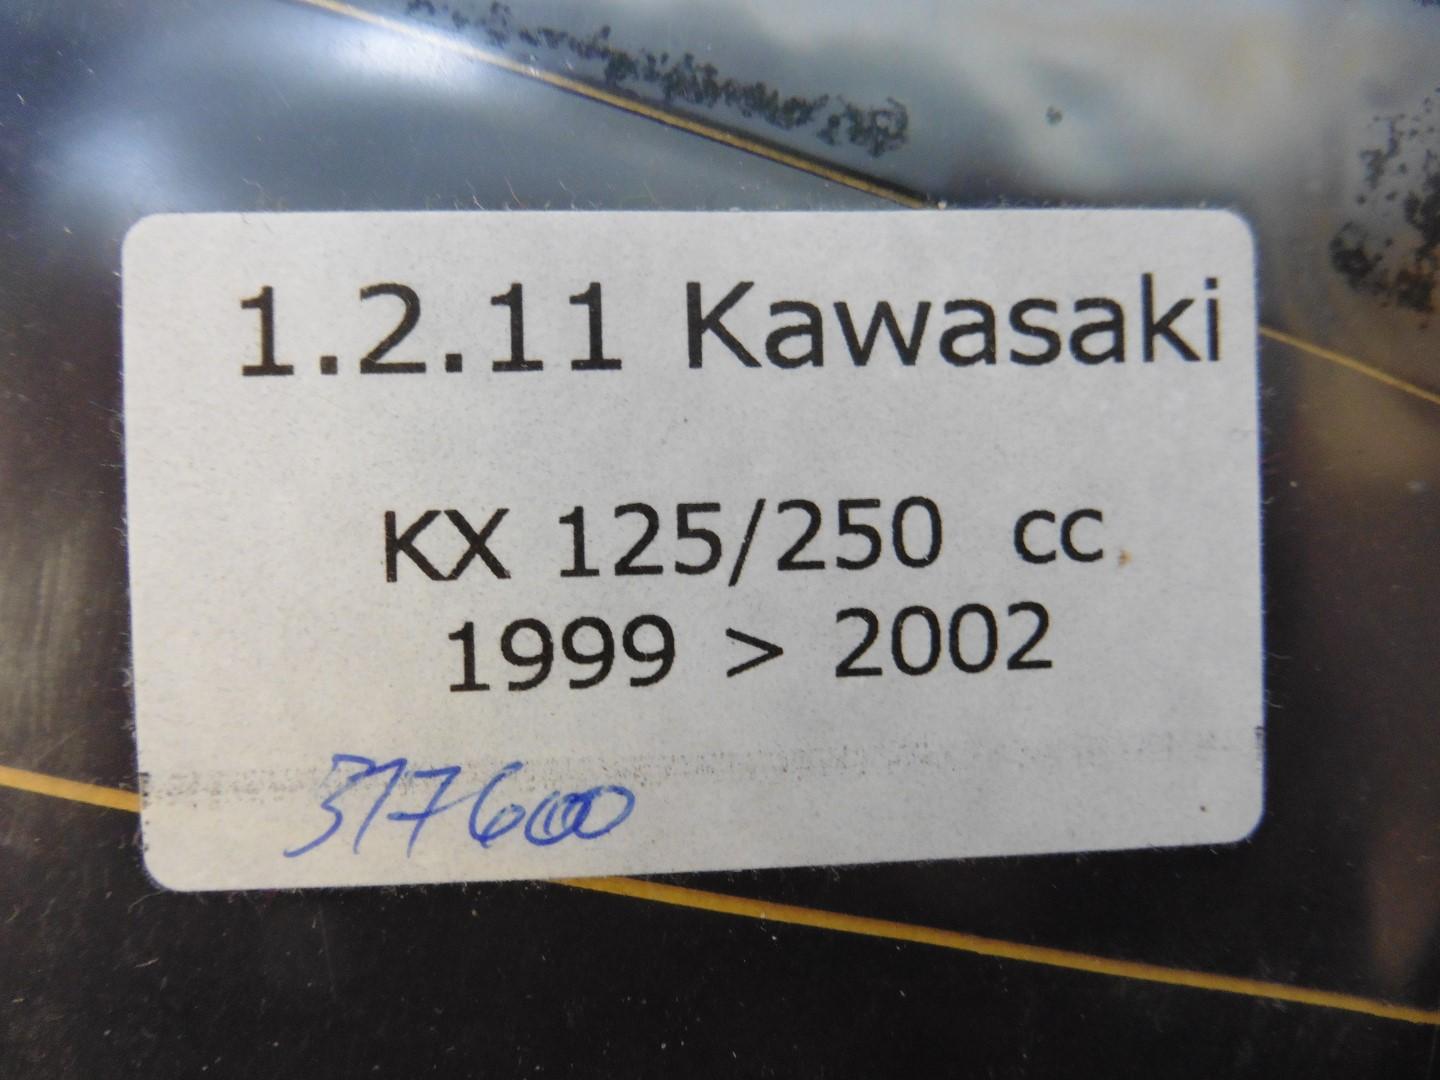 1.2.11 Kawasaki
KX 125/250 cc
1999 > 2002
317600